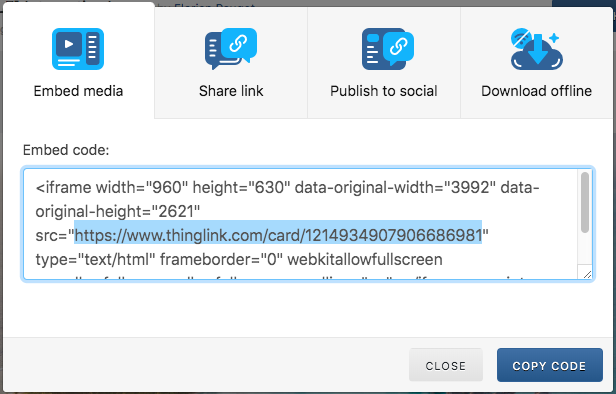 by Florian Bouget
Embed media
Share link
Publish to social
Download offline
Embed code:
<iframe width="960" height="630" data-original-width="3992" data-
original-height="2621"
src="https://www.thinglink.com/card/1214934907906686981"
type="text/html" frameborder="0" webkitallowfullscreen
CLOSE
COPY CODE